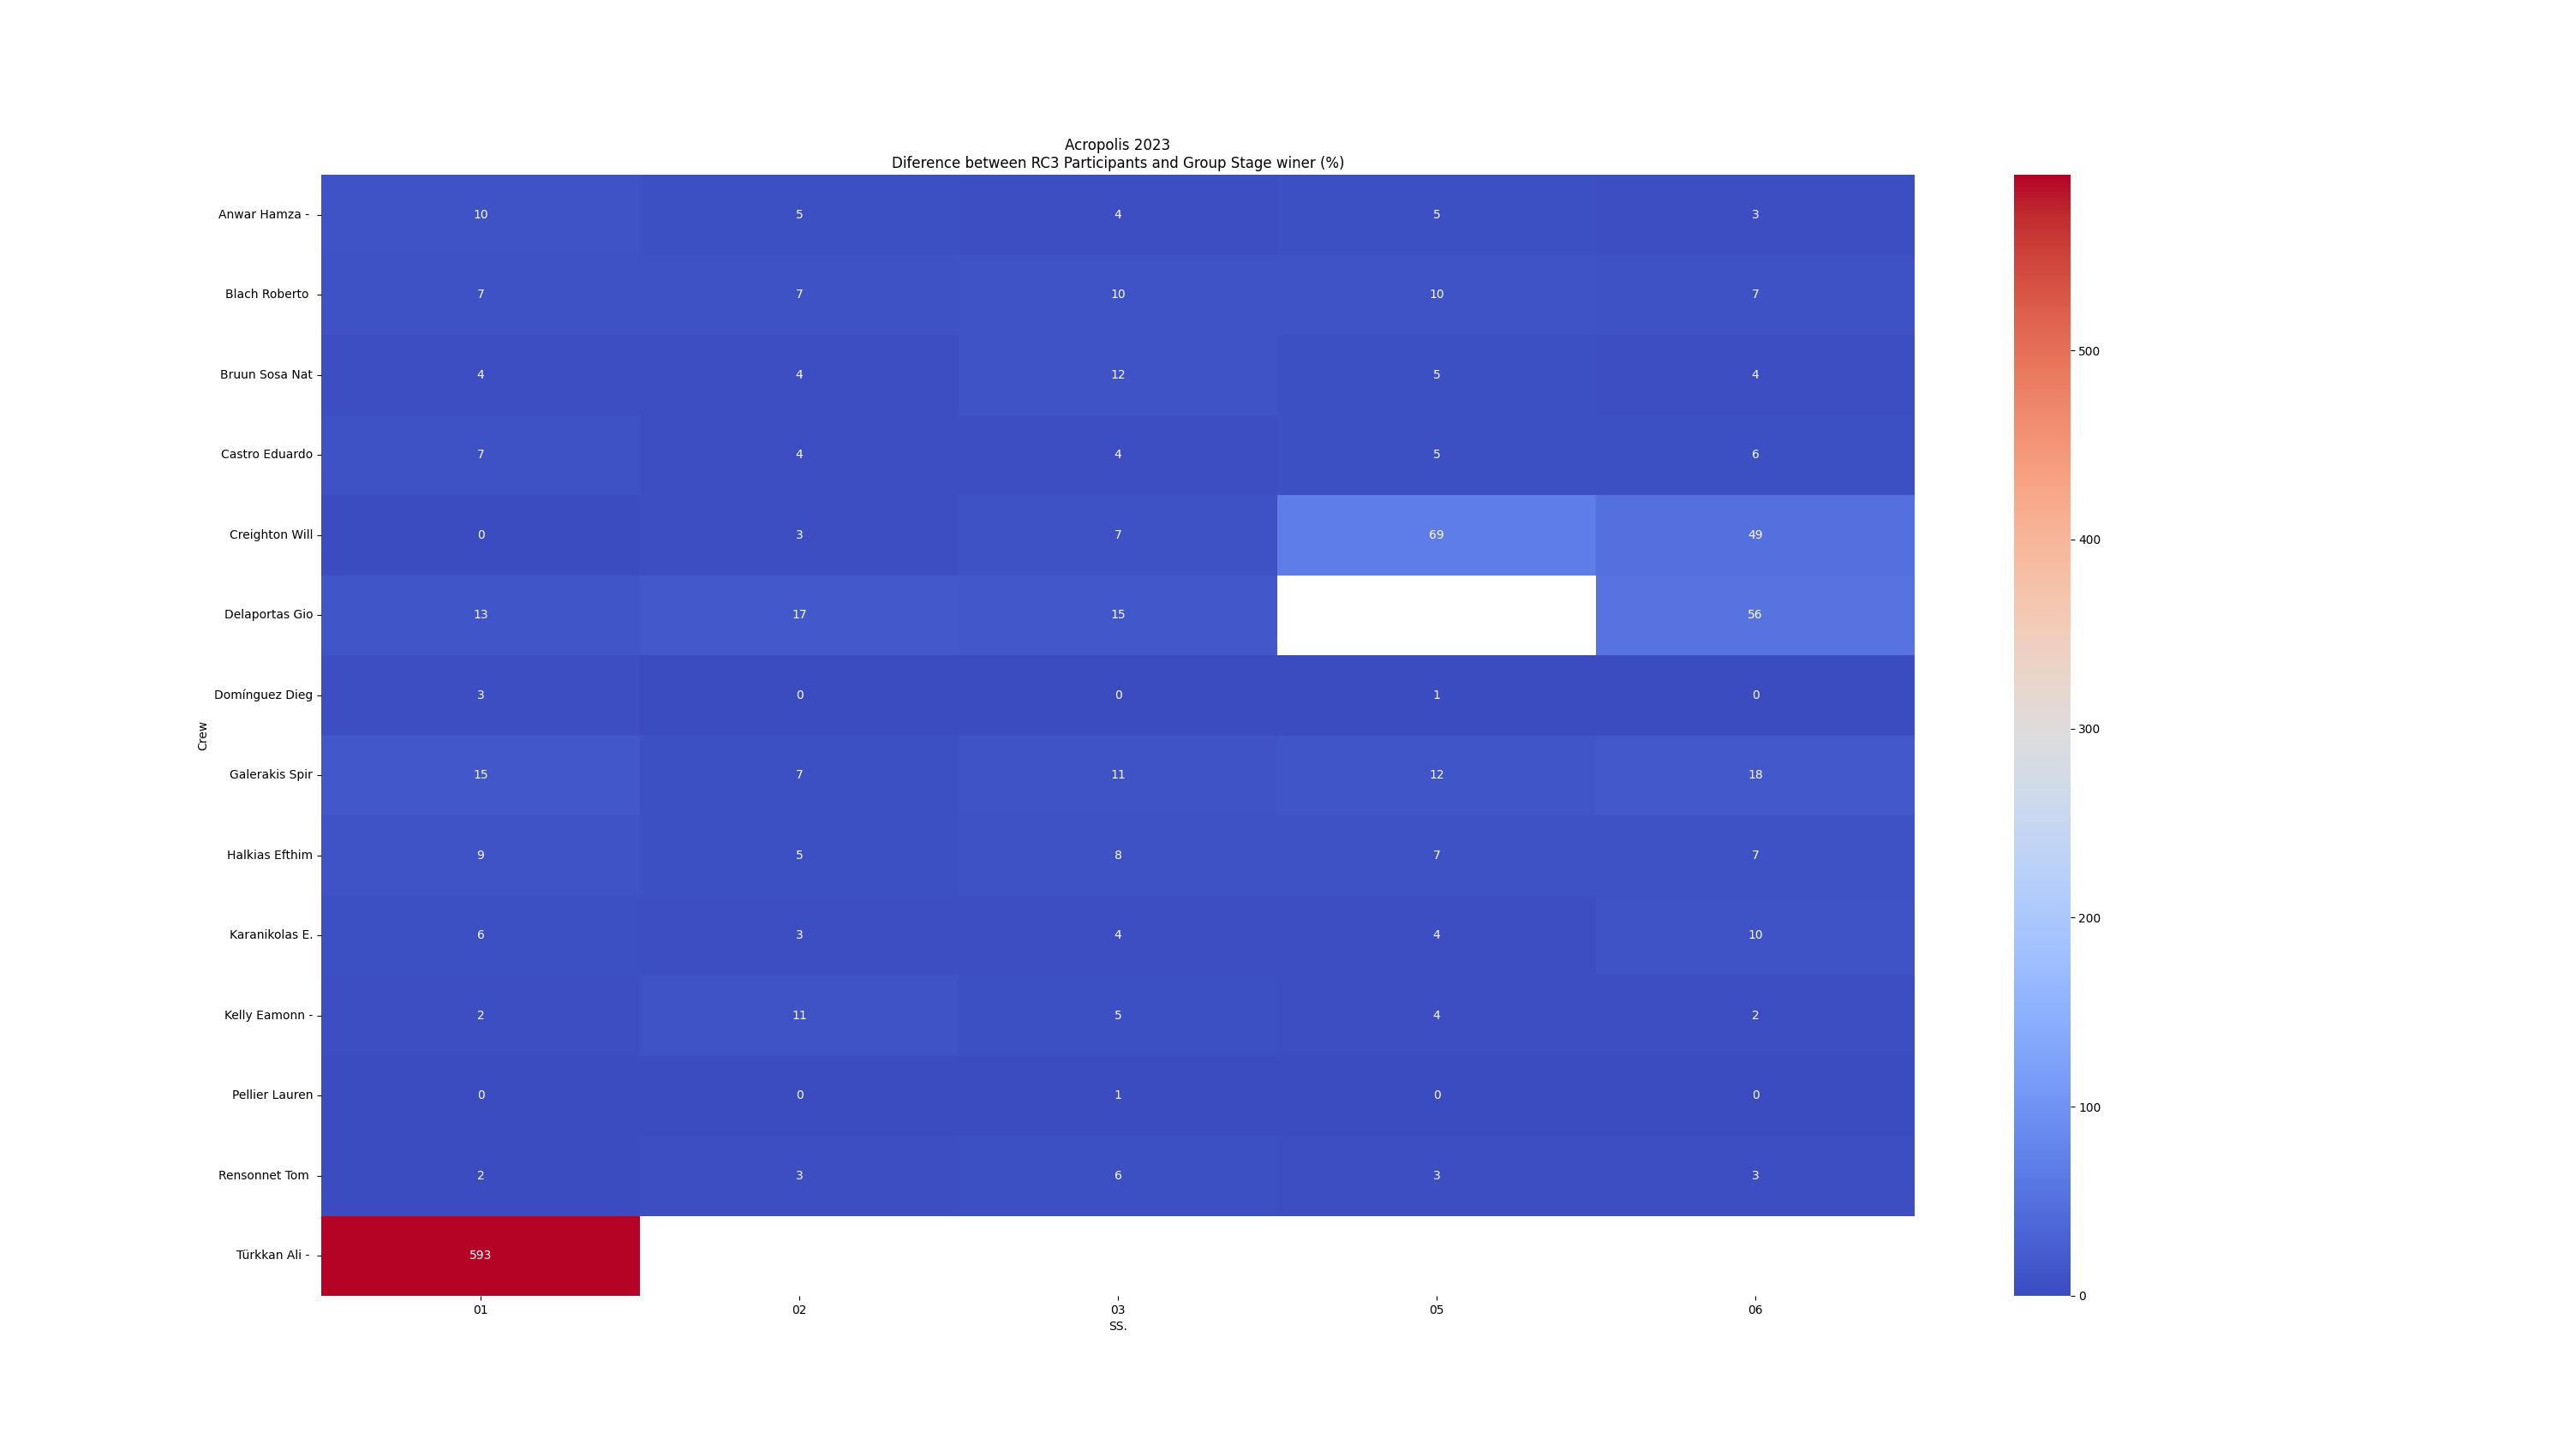 Acropolis 2023
Diference between RC3 Participants and Group Stage winer (%)
Anwar Hamza - 10 5 4 5 3
Blach Roberto 7 7 10 10 7
500
Bruun Sosa Nat 4 4 12 5 4
Castro Eduardo 7 4 4 5 6
Creighton Will 0 3 7 69 49
400
Delaportas Gio 13 17 15 56
Domínguez Dieg 3 0 0 1 0
Crew
300
Galerakis Spir 15 7 11 12 18
Halkias Efthim 9 5 8 7 7
200
Karanikolas E. 6 3 4 4 10
Kelly Eamonn - 2 11 5 4 2
Pellier Lauren 0 0 1 0 0
100
Rensonnet Tom 2 3 6 3 3
Türkkan Ali - 593
0
01 02 03 05 06
SS.